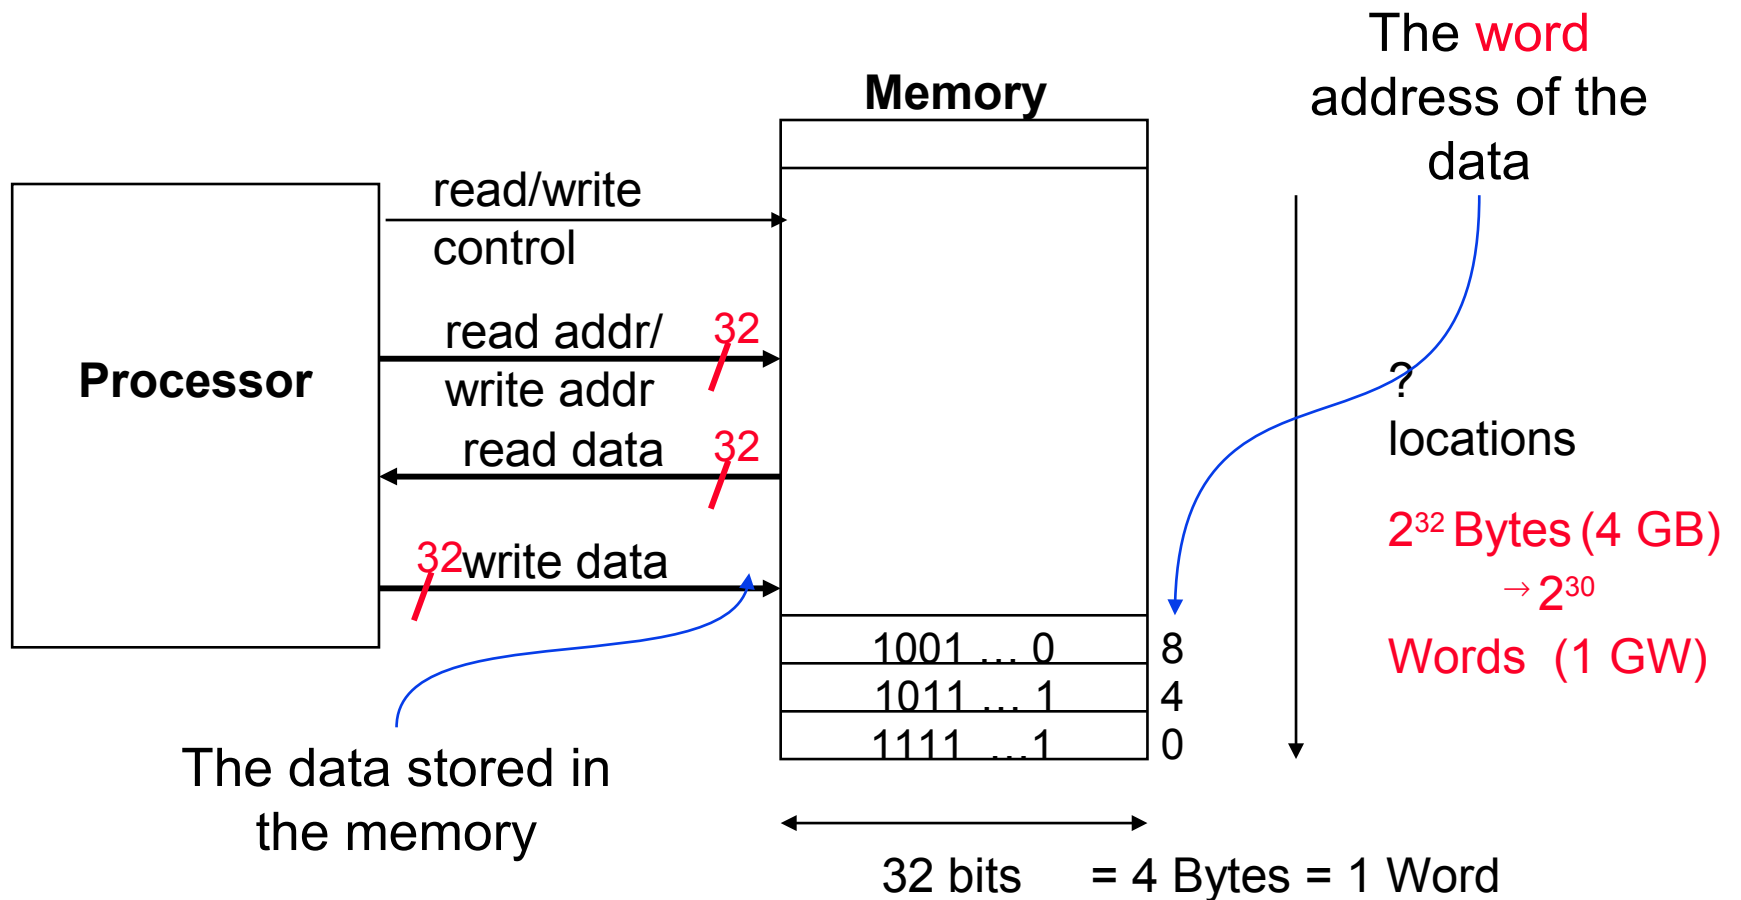 The word
address of the
data
Memory
read/write
control
read addr/
32
write addr
Processor
read data
32
32
write data
?
locations
2³² Bytes (4 GB)
→ 2³⁰
Words (1 GW)
1001 ... 0
8
1011 ... 1
4
1111 ...1
0
The data stored in
the memory
32 bits = 4 Bytes = 1 Word